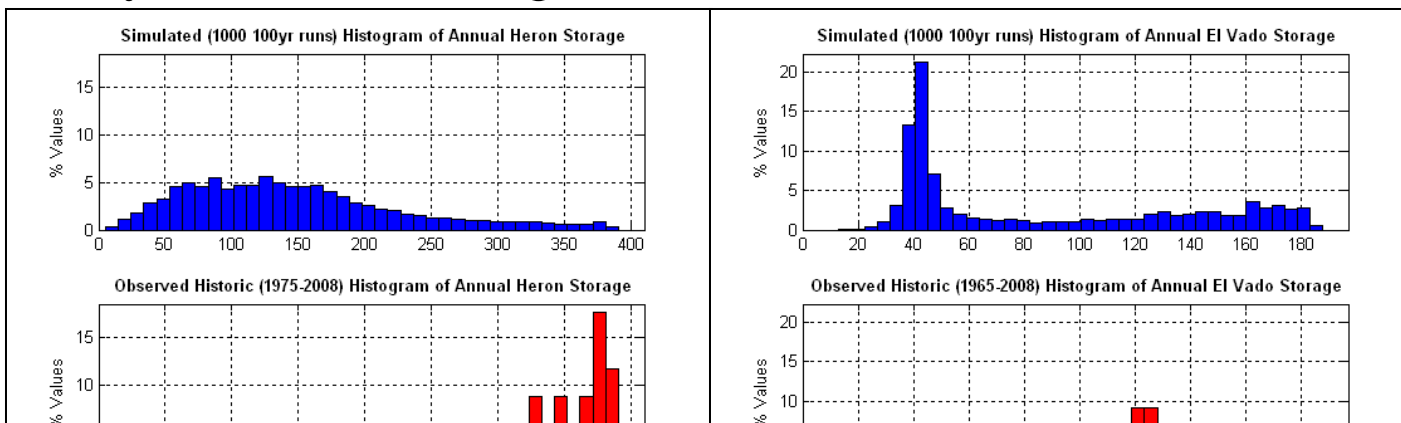 Simulated (1000 100yr runs) Histogram of Annual Heron Storage
% Values
15
10
5
0
0 50 100 150 200 250 300 350 400
Simulated (1000 100yr runs) Histogram of Annual El Vado Storage
% Values
20
15
10
5
0
0 20 40 60 80 100 120 140 160 180
Observed Historic (1975-2008) Histogram of Annual Heron Storage
% Values
15
10
Observed Historic (1965-2008) Histogram of Annual El Vado Storage
% Values
20
15
10